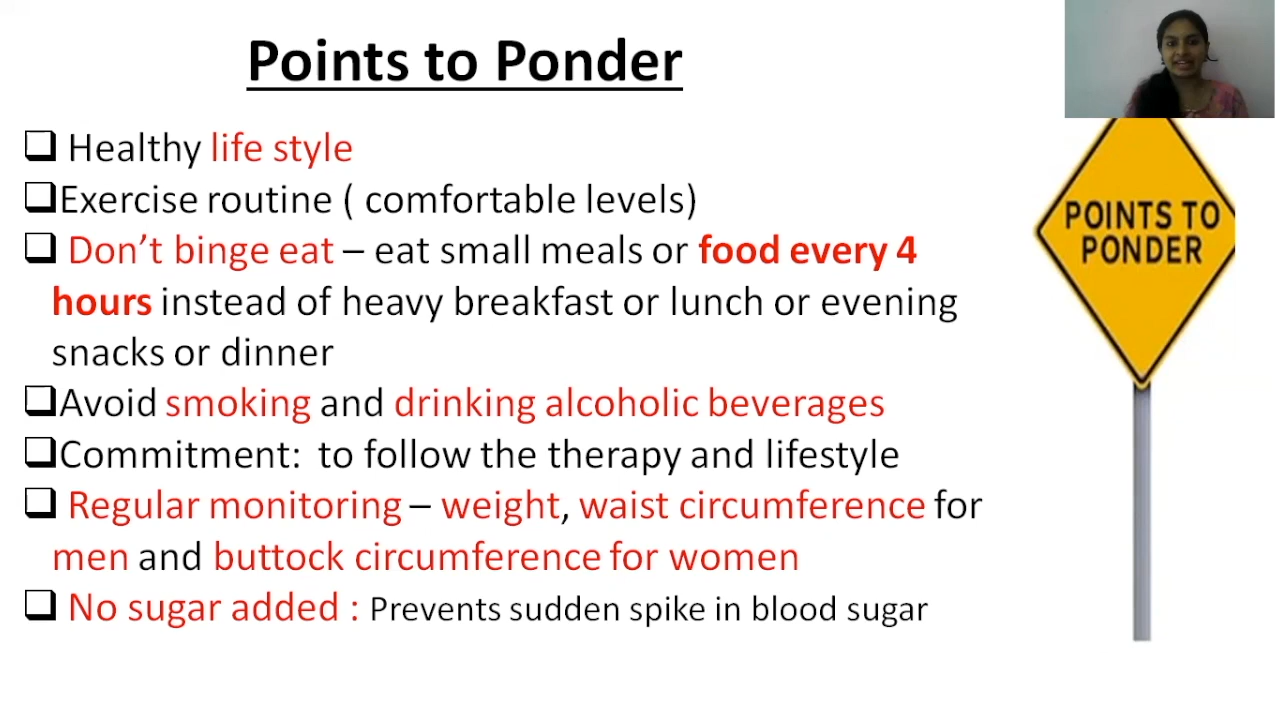 Points to Ponder
Healthy life style
Exercise routine ( comfortable levels)
Don’t binge eat – eat small meals or food every 4
hours instead of heavy breakfast or lunch or evening
snacks or dinner
Avoid smoking and drinking alcoholic beverages
Commitment: to follow the therapy and lifestyle
Regular monitoring – weight, waist circumference for
men and buttock circumference for women
No sugar added : Prevents sudden spike in blood sugar
POINTS TO
PONDER